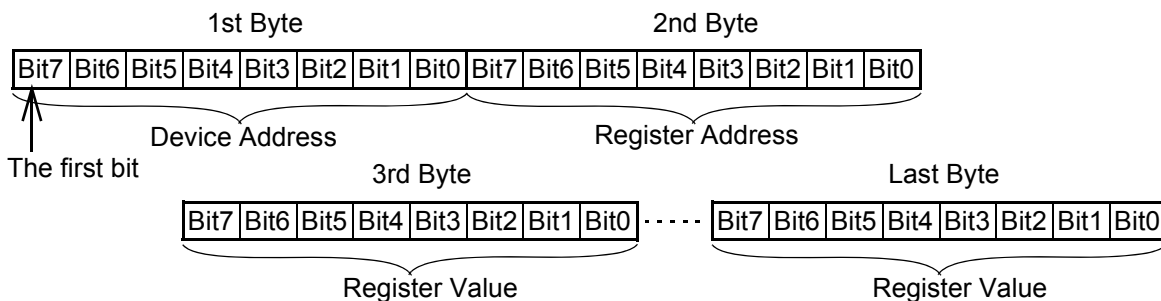 1st Byte 2nd Byte
Bit7 Bit6 Bit5 Bit4 Bit3 Bit2 Bit1 Bit0 Bit7 Bit6 Bit5 Bit4 Bit3 Bit2 Bit1 Bit0
Device Address Register Address
The first bit
3rd Byte Last Byte
Bit7 Bit6 Bit5 Bit4 Bit3 Bit2 Bit1 Bit0 Bit7 Bit6 Bit5 Bit4 Bit3 Bit2 Bit1 Bit0
Register Value Register Value